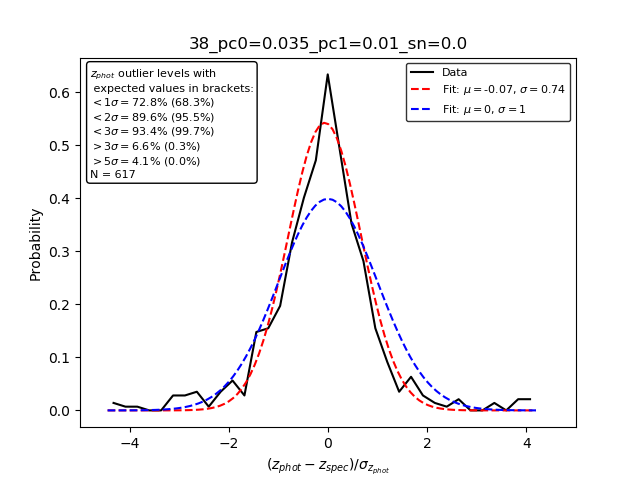 38_pc0=0.035_pc1=0.01_sn=0.0
z_phot outlier levels with
expected values in brackets:
<1σ=72.8% (68.3%)
<2σ=89.6% (95.5%)
<3σ=93.4% (99.7%)
>3σ=6.6% (0.3%)
>5σ=4.1% (0.0%)
N = 617
Data
Fit: μ=-0.07, σ=0.74
Fit: μ=0, σ=1
Probability
0.6
0.5
0.4
0.3
0.2
0.1
0.0
−4 −2 0 2 4
(z_phot − z_spec)/σ_z_phot